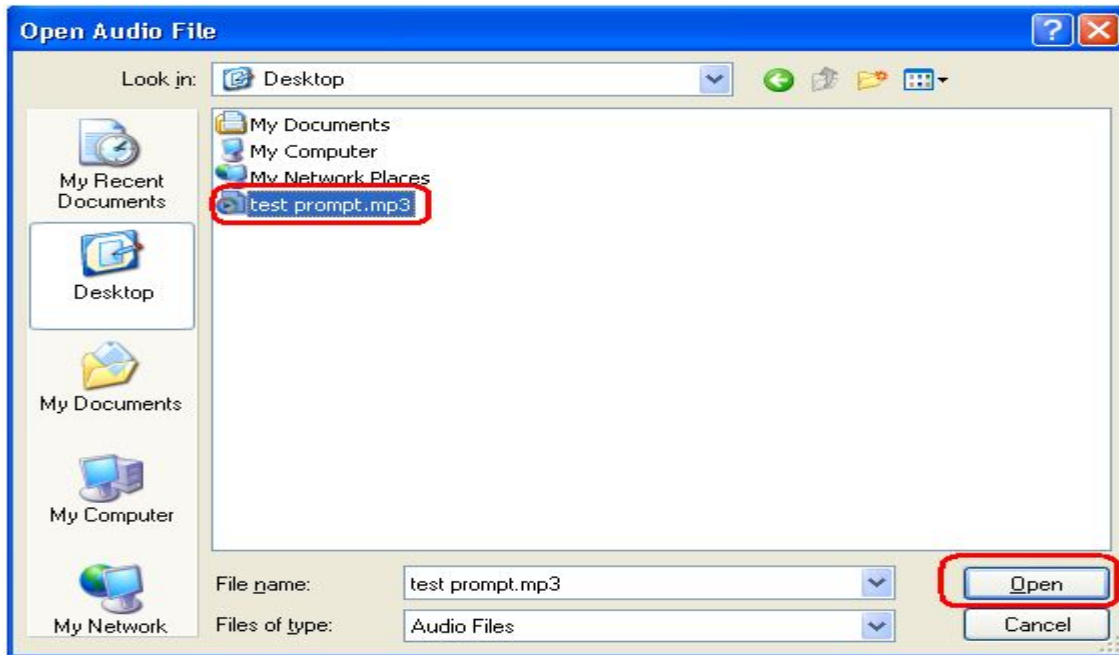 Open Audio File
Look in:
Desktop
My Recent
Documents
Desktop
My Documents
My Computer
My Network
My Documents
My Computer
My Network Places
test prompt.mp3
File name:
test prompt.mp3
Open
Files of type:
Audio Files
Cancel